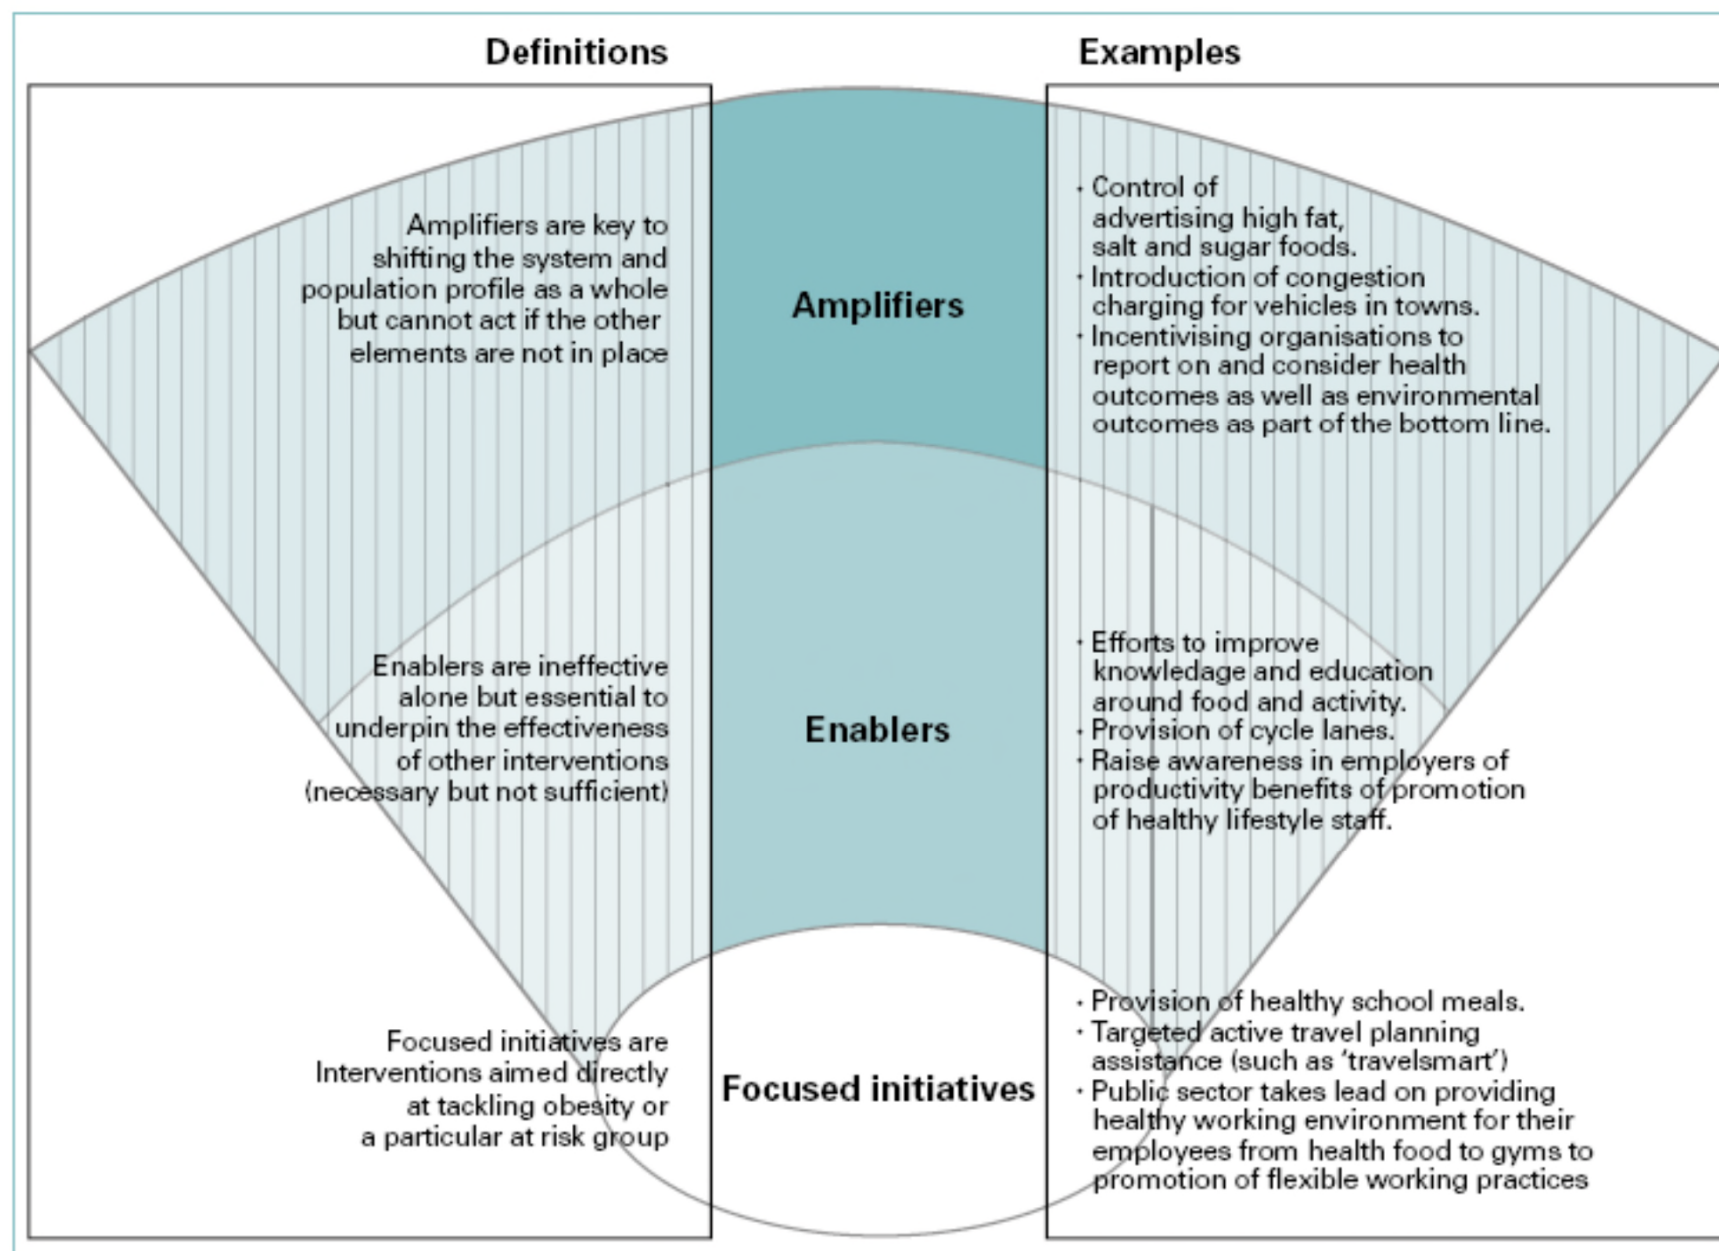 Definitions
Examples
Amplifiers are key to
shifting the system and
population profile as a whole
but cannot act if the other
elements are not in place
Amplifiers
· Control of
advertising high fat,
salt and sugar foods.
· Introduction of congestion
charging for vehicles in towns.
· Incentivising organisations to
report on and consider health
outcomes as well as environmental
outcomes as part of the bottom line.
Enablers are ineffective
alone but essential to
underpin the effectiveness
of other interventions
(necessary but not sufficient)
Enablers
· Efforts to improve
knowledage and education
around food and activity.
· Provision of cycle lanes.
· Raise awareness in employers of
productivity benefits of promotion
of healthy lifestyle staff.
Focused initiatives are
Interventions aimed directly
at tackling obesity or
a particular at risk group
Focused initiatives
· Provision of healthy school meals.
· Targeted active travel planning
assistance (such as ‘travelsmart’)
· Public sector takes lead on providing
healthy working environment for their
employees from health food to gyms to
promotion of flexible working practices